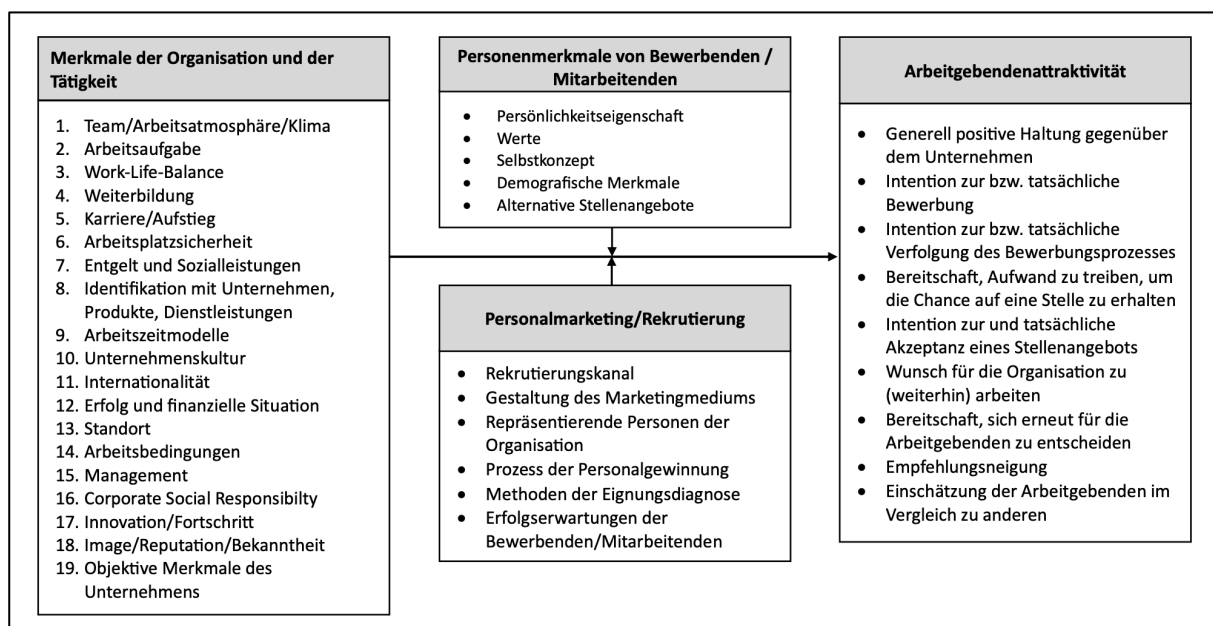 Merkmale der Organisation und der
Tätigkeit
1. Team/Arbeitsatmosphäre/Klima
2. Arbeitsaufgabe
3. Work-Life-Balance
4. Weiterbildung
5. Karriere/Aufstieg
6. Arbeitsplatzsicherheit
7. Entgelt und Sozialleistungen
8. Identifikation mit Unternehmen,
Produkte, Dienstleistungen
9. Arbeitszeitmodelle
10. Unternehmenskultur
11. Internationalität
12. Erfolg und finanzielle Situation
13. Standort
14. Arbeitsbedingungen
15. Management
16. Corporate Social Responsibilty
17. Innovation/Fortschritt
18. Image/Reputation/Bekanntheit
19. Objektive Merkmale des
Unternehmens
Personenmerkmale von Bewerbenden /
Mitarbeitenden
• Persönlichkeitseigenschaft
• Werte
• Selbstkonzept
• Demografische Merkmale
• Alternative Stellenangebote
Personalmarketing/Rekrutierung
• Rekrutierungskanal
• Gestaltung des Marketingmediums
• Repräsentierende Personen der
Organisation
• Prozess der Personalgewinnung
• Methoden der Eignungsdiagnose
• Erfolgserwartungen der
Bewerbenden/Mitarbeitenden
Arbeitgebendenattraktivität
• Generell positive Haltung gegenüber
dem Unternehmen
• Intention zur bzw. tatsächliche
Bewerbung
• Intention zur bzw. tatsächliche
Verfolgung des Bewerbungsprozesses
• Bereitschaft, Aufwand zu treiben, um
die Chance auf eine Stelle zu erhalten
• Intention zur und tatsächliche
Akzeptanz eines Stellenangebots
• Wunsch für die Organisation zu
(weiterhin) arbeiten
• Bereitschaft, sich erneut für die
Arbeitgebenden zu entscheiden
• Empfehlungsneigung
• Einschätzung der Arbeitgebenden im
Vergleich zu anderen